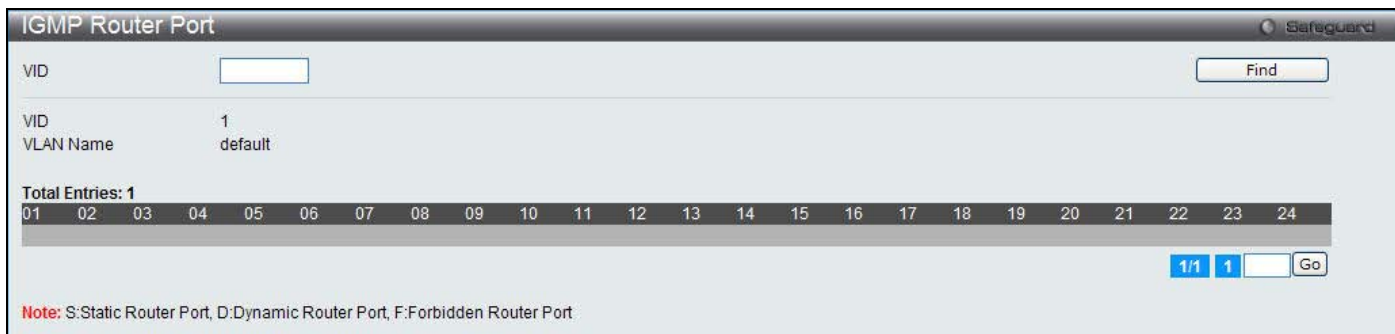 IGMP Router Port Safeguard
VID Find
VID 1
VLAN Name default
Total Entries: 1
01 02 03 04 05 06 07 08 09 10 11 12 13 14 15 16 17 18 19 20 21 22 23 24
1/1 1 Go
Note: S:Static Router Port, D:Dynamic Router Port, F:Forbidden Router Port